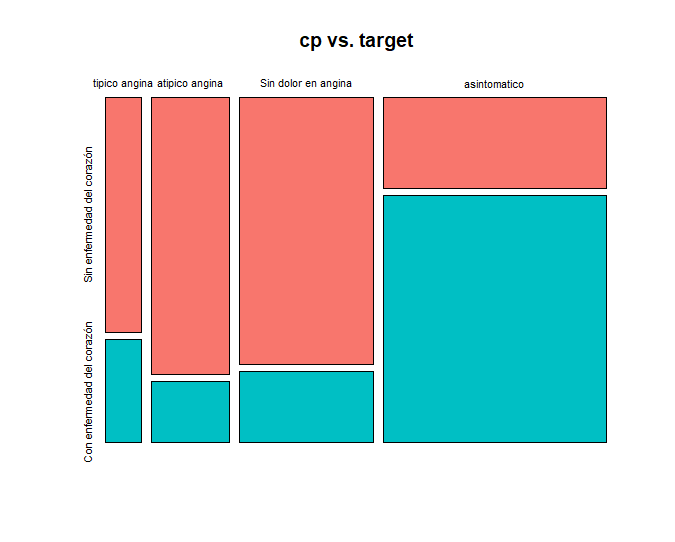 cp vs. target
tipico angina
atipico angina
Sin dolor en angina
asintomatico
Sin enfermedad del corazón
Con enfermedad del corazón